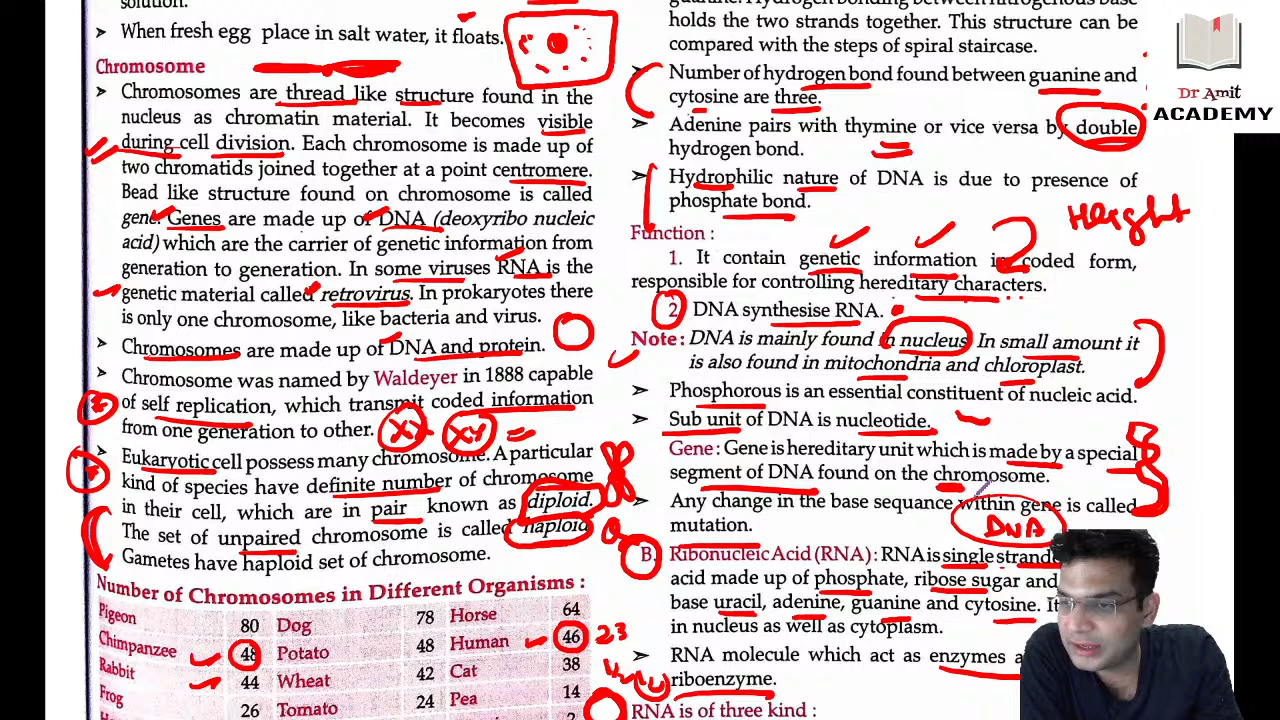 solution.
➤ When fresh egg place in salt water, it floats.
Chromosome
➤ Chromosomes are thread like structure found in the
nucleus as chromatin material. It becomes visible
during cell division. Each chromosome is made up of
two chromatids joined together at a point centromere.
Bead like structure found on chromosome is called
gene. Genes are made up of DNA (deoxyribo nucleic
acid) which are the carrier of genetic information from
generation to generation. In some viruses RNA is the
genetic material called retrovirus. In prokaryotes there
is only one chromosome, like bacteria and virus.
➤ Chromosomes are made up of DNA and protein.
➤ Chromosome was named by Waldeyer in 1888 capable
of self replication, which transmit coded information
from one generation to other. XY XY =
➤ Eukaryotic cell possess many chromosome. A particular
kind of species have definite number of chromosome
in their cell, which are in pair known as diploid.
The set of unpaired chromosome is called haploid
Gametes have haploid set of chromosome.
Number of Chromosomes in Different Organisms :
Pigeon 80 Dog 78 Horse 64
Chimpanzee 48 Potato 48 Human 46 23
Rabbit 44 Wheat 42 Cat 38
Frog 26 Tomato 24 Pea 14
guanine. Hydrogen bonding between nitrogenous base
holds the two strands together. This structure can be
compared with the steps of spiral staircase.
➤ Number of hydrogen bond found between guanine and
cytosine are three.
➤ Adenine pairs with thymine or vice versa by double
hydrogen bond.
➤ Hydrophilic nature of DNA is due to presence of
phosphate bond.
Height
Function :
1. It contain genetic information in coded form,
responsible for controlling hereditary characters.
2. DNA synthesise RNA.
Note : DNA is mainly found in nucleus. In small amount it
is also found in mitochondria and chloroplast.
➤ Phosphorous is an essential constituent of nucleic acid.
➤ Sub unit of DNA is nucleotide.
Gene : Gene is hereditary unit which is made by a special
segment of DNA found on the chromosome.
➤ Any change in the base sequence within gene is called
mutation.
DNA
B. Ribonucleic Acid (RNA) : RNA is single strand
acid made up of phosphate, ribose sugar and
base uracil, adenine, guanine and cytosine. It
in nucleus as well as cytoplasm.
➤ RNA molecule which act as enzymes
riboenzyme.
RNA is of three kind :
Dr Amit
ACADEMY